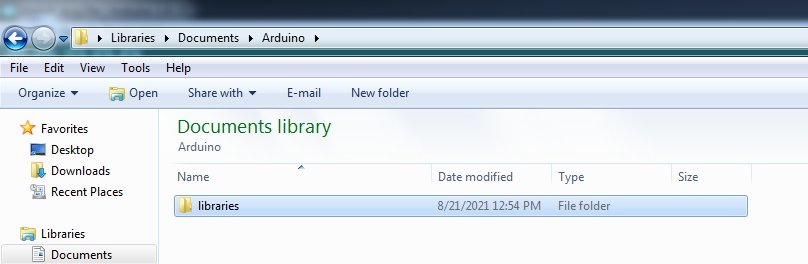 Libraries Documents Arduino
File Edit View Tools Help
Organize Open Share with E-mail New folder
Favorites
Desktop
Downloads
Recent Places
Libraries
Documents
Documents library
Arduino
Name Date modified Type Size
libraries 8/21/2021 12:54 PM File folder